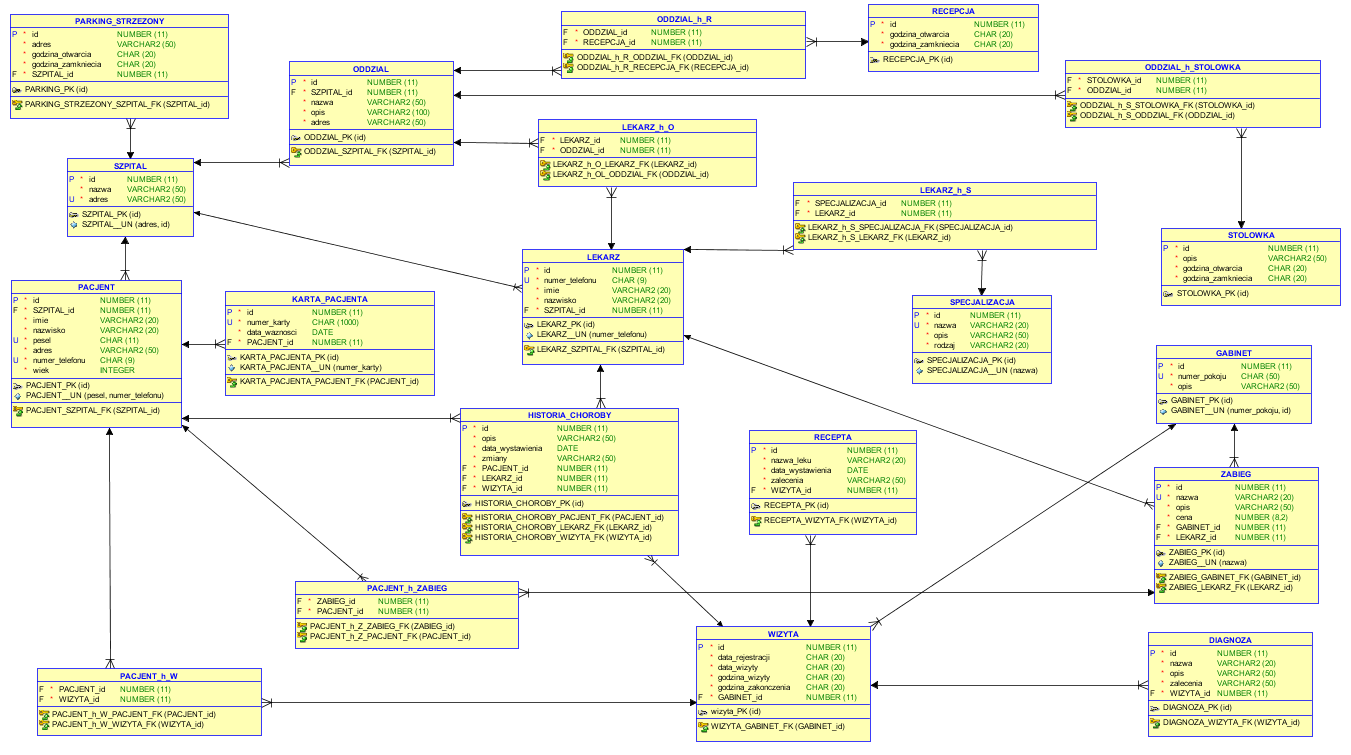 PARKING_STRZEZONY
P * id NUMBER (11)
* adres VARCHAR2 (50)
* godzina_otwarcia CHAR (20)
* godzina_zamkniecia CHAR (20)
F * SZPITAL_id NUMBER (11)
PARKING_PK (id)
PARKING_STRZEZONY_SZPITAL_FK (SZPITAL_id)
ODDZIAL
P * id NUMBER (11)
F * SZPITAL_id NUMBER (11)
* nazwa VARCHAR2 (50)
* opis VARCHAR2 (100)
* adres VARCHAR2 (50)
ODDZIAL_PK (id)
ODDZIAL_SZPITAL_FK (SZPITAL_id)
ODDZIAL_h_R
F * ODDZIAL_id NUMBER (11)
F * RECEPCJA_id NUMBER (11)
ODDZIAL_h_R_ODDZIAL_FK (ODDZIAL_id)
ODDZIAL_h_R_RECEPCJA_FK (RECEPCJA_id)
RECEPCJA
P * id NUMBER (11)
* godzina_otwarcia CHAR (20)
* godzina_zamkniecia CHAR (20)
RECEPCJA_PK (id)
ODDZIAL_h_STOLOWKA
F * STOLOWKA_id NUMBER (11)
F * ODDZIAL_id NUMBER (11)
ODDZIAL_h_S_STOLOWKA_FK (STOLOWKA_id)
ODDZIAL_h_S_ODDZIAL_FK (ODDZIAL_id)
LEKARZ_h_O
F * LEKARZ_id NUMBER (11)
F * ODDZIAL_id NUMBER (11)
LEKARZ_h_O_LEKARZ_FK (LEKARZ_id)
LEKARZ_h_OL_ODDZIAL_FK (ODDZIAL_id)
SZPITAL
P * id NUMBER (11)
* nazwa VARCHAR2 (50)
U * adres VARCHAR2 (50)
SZPITAL_PK (id)
SZPITAL__UN (adres, id)
LEKARZ_h_S
F * SPECJALIZACJA_id NUMBER (11)
F * LEKARZ_id NUMBER (11)
LEKARZ_h_S_SPECJALIZACJA_FK (SPECJALIZACJA_id)
LEKARZ_h_S_LEKARZ_FK (LEKARZ_id)
STOLOWKA
P * id NUMBER (11)
* opis VARCHAR2 (50)
* godzina_otwarcia CHAR (20)
* godzina_zamkniecia CHAR (20)
STOLOWKA_PK (id)
LEKARZ
P * id NUMBER (11)
U * numer_telefonu CHAR (9)
* imie VARCHAR2 (20)
* nazwisko VARCHAR2 (20)
F * SZPITAL_id NUMBER (11)
LEKARZ_PK (id)
LEKARZ__UN (numer_telefonu)
LEKARZ_SZPITAL_FK (SZPITAL_id)
PACJENT
P * id NUMBER (11)
F * SZPITAL_id NUMBER (11)
* imie VARCHAR2 (20)
* nazwisko VARCHAR2 (20)
U * pesel CHAR (11)
* adres VARCHAR2 (50)
U * numer_telefonu CHAR (9)
* wiek INTEGER
PACJENT_PK (id)
PACJENT__UN (pesel, numer_telefonu)
PACJENT_SZPITAL_FK (SZPITAL_id)
KARTA_PACJENTA
P * id NUMBER (11)
U * numer_karty CHAR (1000)
* data_waznosci DATE
F * PACJENT_id NUMBER (11)
KARTA_PACJENTA_PK (id)
KARTA_PACJENTA__UN (numer_karty)
KARTA_PACJENTA_PACJENT_FK (PACJENT_id)
SPECJALIZACJA
P * id NUMBER (11)
U * nazwa VARCHAR2 (20)
* opis VARCHAR2 (50)
* rodzaj VARCHAR2 (20)
SPECJALIZACJA_PK (id)
SPECJALIZACJA__UN (nazwa)
GABINET
P * id NUMBER (11)
U * numer_pokoju CHAR (50)
* opis VARCHAR2 (50)
GABINET_PK (id)
GABINET__UN (numer_pokoju, id)
HISTORIA_CHOROBY
P * id NUMBER (11)
* opis VARCHAR2 (50)
* data_wystawienia DATE
* zmiany VARCHAR2 (50)
F * PACJENT_id NUMBER (11)
F * LEKARZ_id NUMBER (11)
F * WIZYTA_id NUMBER (11)
HISTORIA_CHOROBY_PK (id)
HISTORIA_CHOROBY_PACJENT_FK (PACJENT_id)
HISTORIA_CHOROBY_LEKARZ_FK (LEKARZ_id)
HISTORIA_CHOROBY_WIZYTA_FK (WIZYTA_id)
RECEPTA
P * id NUMBER (11)
* nazwa_leku VARCHAR2 (20)
* data_wystawienia DATE
* zalecenia VARCHAR2 (50)
F * WIZYTA_id NUMBER (11)
RECEPTA_PK (id)
RECEPTA_WIZYTA_FK (WIZYTA_id)
ZABIEG
P * id NUMBER (11)
U * nazwa VARCHAR2 (20)
* opis VARCHAR2 (50)
* cena NUMBER (8,2)
F * GABINET_id NUMBER (11)
F * LEKARZ_id NUMBER (11)
ZABIEG_PK (id)
ZABIEG__UN (nazwa)
ZABIEG_GABINET_FK (GABINET_id)
ZABIEG_LEKARZ_FK (LEKARZ_id)
PACJENT_h_ZABIEG
F * ZABIEG_id NUMBER (11)
F * PACJENT_id NUMBER (11)
PACJENT_h_Z_ZABIEG_FK (ZABIEG_id)
PACJENT_h_Z_PACJENT_FK (PACJENT_id)
WIZYTA
P * id NUMBER (11)
* data_rejestracji CHAR (20)
* data_wizyty CHAR (20)
* godzina_wizyty CHAR (20)
* godzina_zakonczenia CHAR (20)
F * GABINET_id NUMBER (11)
wizyta_PK (id)
WIZYTA_GABINET_FK (GABINET_id)
DIAGNOZA
P * id NUMBER (11)
* nazwa VARCHAR2 (20)
* opis VARCHAR2 (50)
* zalecenia VARCHAR2 (50)
F * WIZYTA_id NUMBER (11)
DIAGNOZA_PK (id)
DIAGNOZA_WIZYTA_FK (WIZYTA_id)
PACJENT_h_W
F * PACJENT_id NUMBER (11)
F * WIZYTA_id NUMBER (11)
PACJENT_h_W_PACJENT_FK (PACJENT_id)
PACJENT_h_W_WIZYTA_FK (WIZYTA_id)